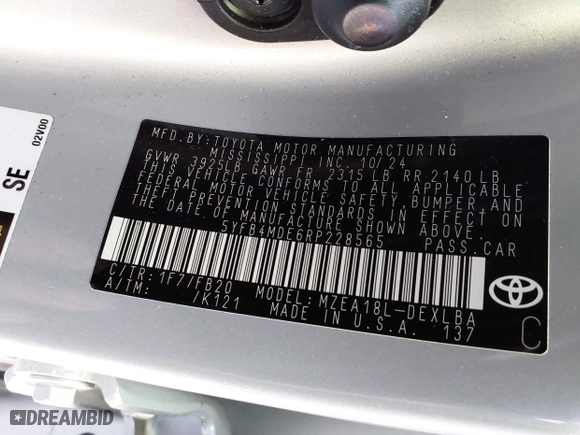 02V00
SE
MFD.BY:TOYOTA MOTOR MANUFACTURING
MISSISSIPPI INC. 10/24
GVWR 3925LB GAWR FR 2315 LB RR 2140 LB
THIS VEHICLE CONFORMS TO ALL APPLICABLE
FEDERAL MOTOR VEHICLE SAFETY, BUMPER AND
THEFT PREVENTION STANDARDS IN EFFECT ON
THE DATE OF MANUFACTURE SHOWN ABOVE.
5YFB4MDE6RP228565 PASS.CAR
C/TR: 1F7/FB20 MODEL: MZEA18L-DEXLBA
A/TM: /K121 MADE IN U.S.A. 137
C
DREAMBID